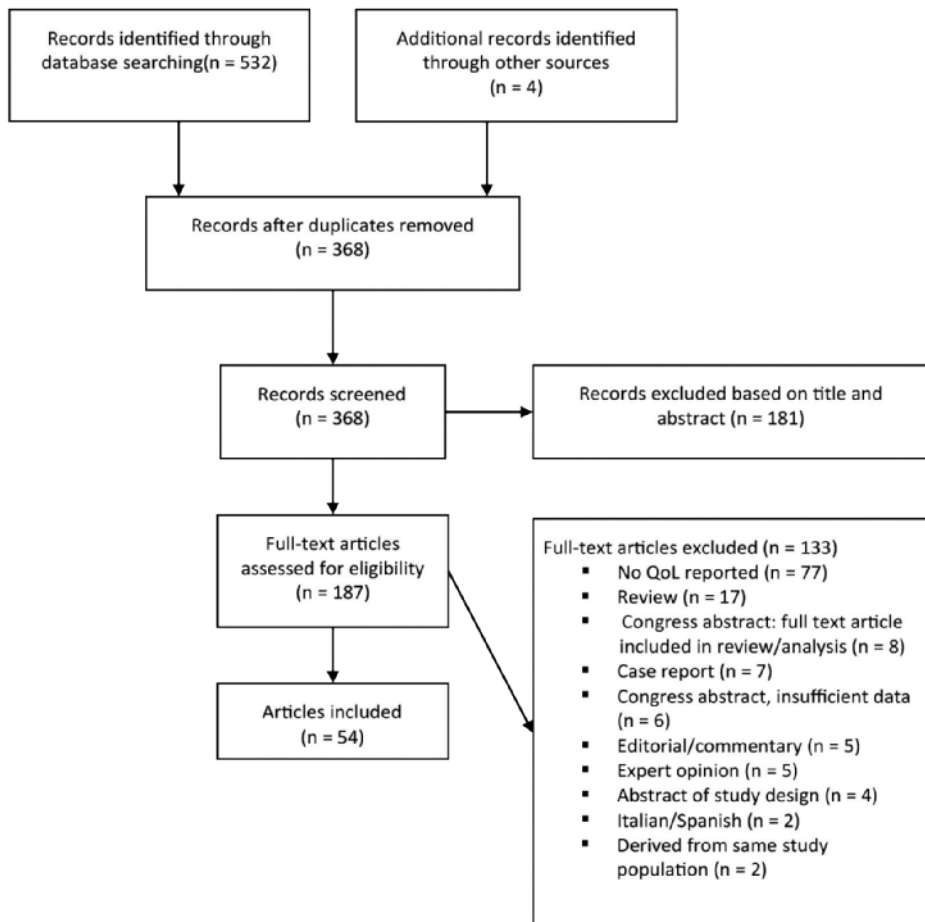 Records identified through
database searching(n = 532)
Additional records identified
through other sources
(n = 4)
Records after duplicates removed
(n = 368)
Records screened
(n = 368)
Records excluded based on title and
abstract (n = 181)
Full-text articles
assessed for eligibility
(n = 187)
Full-text articles excluded (n = 133)
▪ No QoL reported (n = 77)
▪ Review (n = 17)
▪ Congress abstract: full text article
included in review/analysis (n = 8)
▪ Case report (n = 7)
▪ Congress abstract, insufficient data
(n = 6)
▪ Editorial/commentary (n = 5)
▪ Expert opinion (n = 5)
▪ Abstract of study design (n = 4)
▪ Italian/Spanish (n = 2)
▪ Derived from same study
population (n = 2)
Articles included
(n = 54)